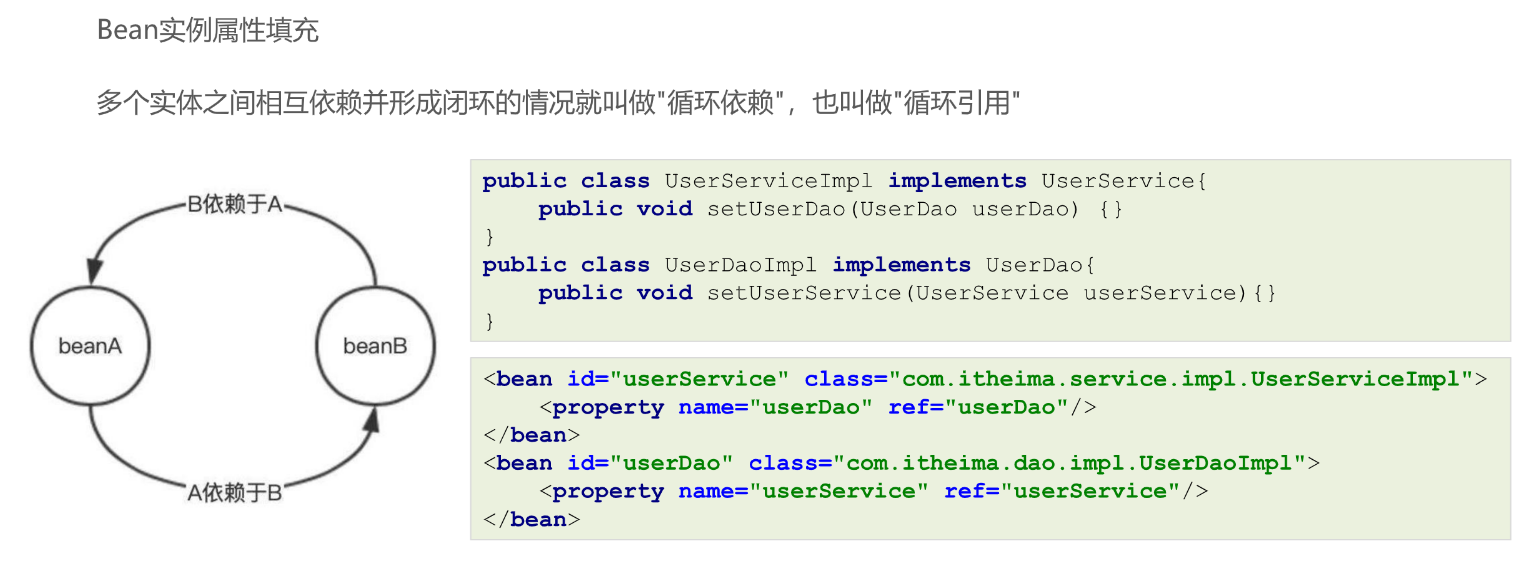 Bean实例属性填充
多个实体之间相互依赖并形成闭环的情况就叫做"循环依赖"，也叫做"循环引用"
B依赖于A
beanA
beanB
A依赖于B
public class UserServiceImpl implements UserService{
    public void setUserDao(UserDao userDao) {}
}
public class UserDaoImpl implements UserDao{
    public void setUserService(UserService userService){}
}
<bean id="userService" class="com.itheima.service.impl.UserServiceImpl">
    <property name="userDao" ref="userDao"/>
</bean>
<bean id="userDao" class="com.itheima.dao.impl.UserDaoImpl">
    <property name="userService" ref="userService"/>
</bean>